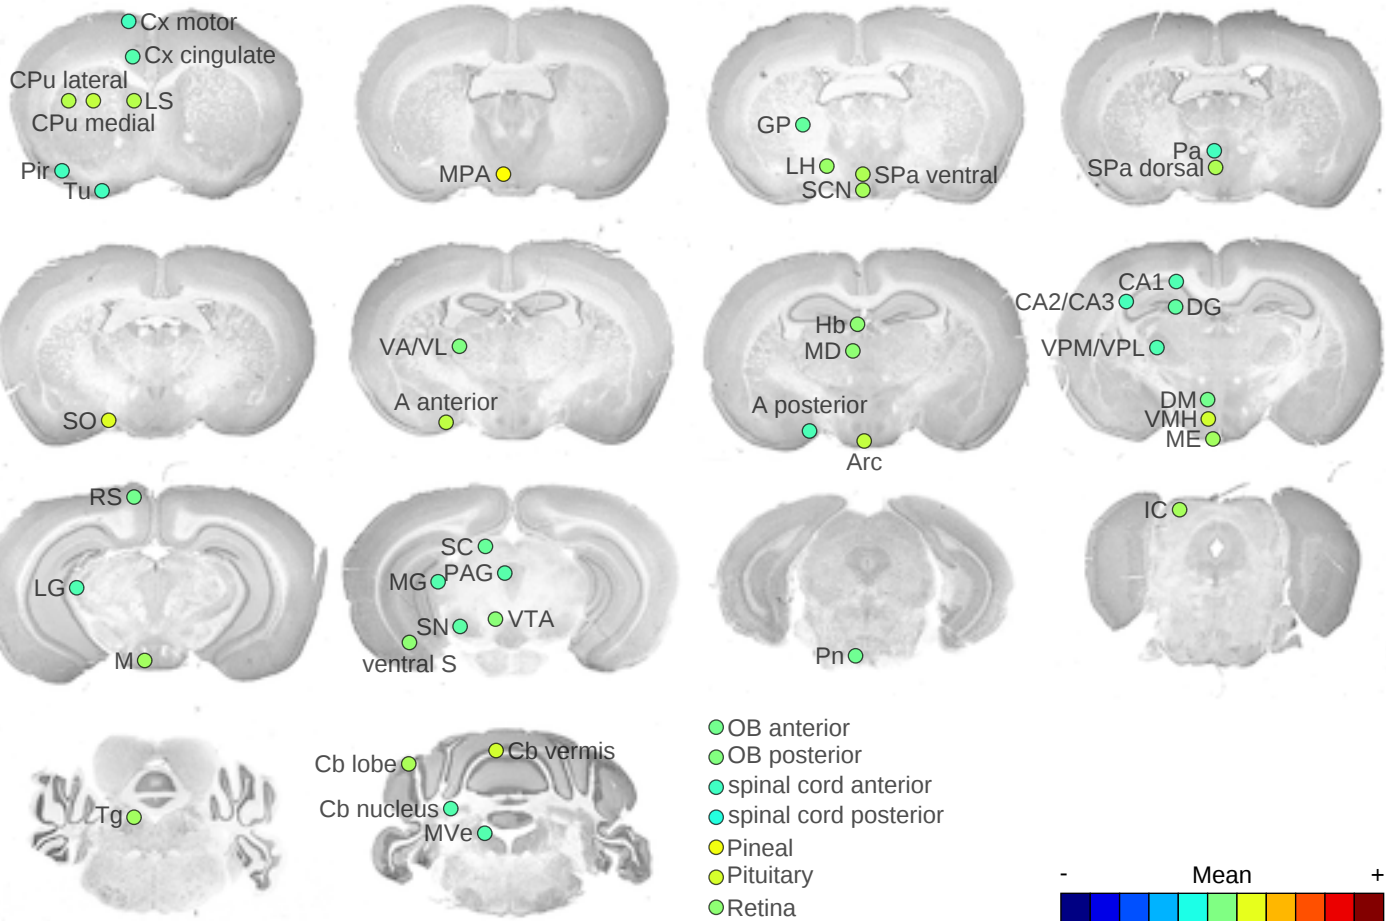 Cx motor
Cx cingulate
CPu lateral
LS
CPu medial
Pir
Tu
MPA
GP
LH
SPa ventral
SCN
Pa
SPa dorsal
SO
VA/VL
A anterior
Hb
MD
A posterior
Arc
CA1
CA2/CA3
DG
VPM/VPL
DM
VMH
ME
RS
LG
M
SC
MG
PAG
SN
VTA
ventral S
Pn
IC
Tg
Cb lobe
Cb vermis
Cb nucleus
MVe
OB anterior
OB posterior
spinal cord anterior
spinal cord posterior
Pineal
Pituitary
Retina
- Mean +